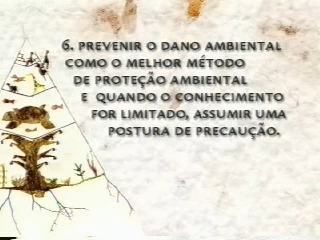 6. PREVENIR O DANO AMBIENTAL
COMO O MELHOR MÉTODO
DE PROTEÇÃO AMBIENTAL
E QUANDO O CONHECIMENTO
FOR LIMITADO, ASSUMIR UMA
POSTURA DE PRECAUÇÃO.